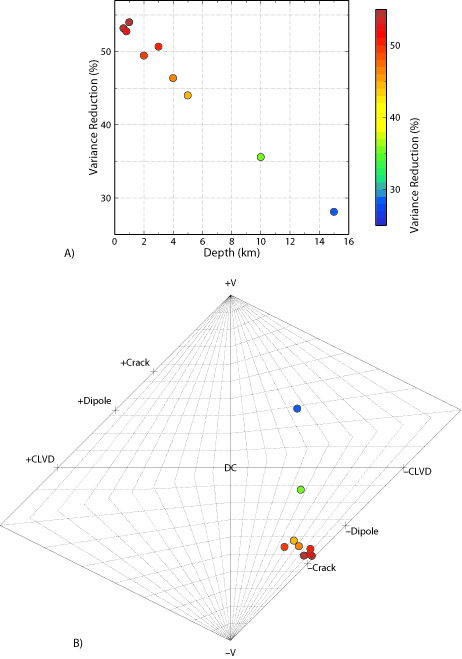 50
40
30
Variance Reduction (%)
0 2 4 6 8 10 12 14 16
Depth (km)
A)
50
40
30
Variance Reduction (%)
+V
+Crack
+Dipole
+CLVD
DC
−CLVD
−Dipole
−Crack
−V
B)